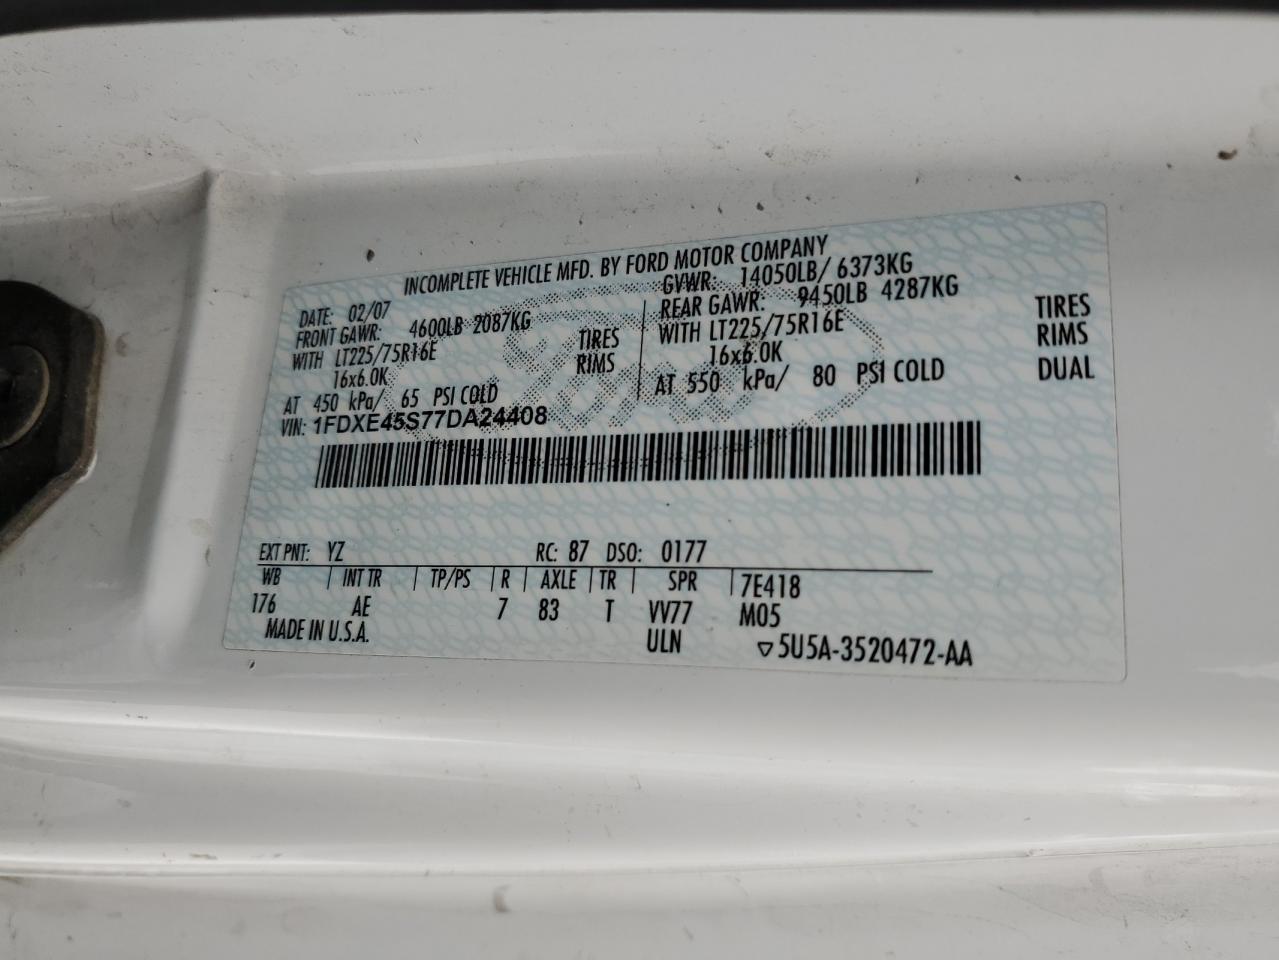 INCOMPLETE VEHICLE MFD. BY FORD MOTOR COMPANY
DATE: 02/07
GVWR: 14050LB/ 6373KG
FRONT GAWR: 4600LB 2087KG
REAR GAWR: 9450LB 4287KG
WITH LT225/75R16E TIRES
WITH LT225/75R16E TIRES
16x6.0K RIMS
16x6.0K RIMS
AT 450 kPa/ 65 PSI COLD
AT 550 kPa/ 80 PSI COLD DUAL
VIN: 1FDXE45S77DA24408
Ford
EXT PNT: YZ RC: 87 DSO: 0177
WB | INT TR | TP/PS | R | AXLE | TR | SPR | 7E418
176 AE 7 83 T VV77 M05
MADE IN U.S.A. ULN ▽5U5A-3520472-AA